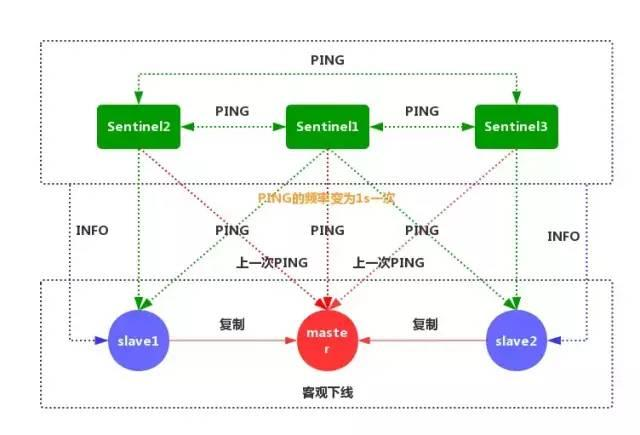 PING
Sentinel2
PING
Sentinel1
PING
Sentinel3
PING的频率变为1s一次
INFO
PING
PING
PING
INFO
上一次PING
上一次PING
slave1
复制
maste
r
复制
slave2
客观下线